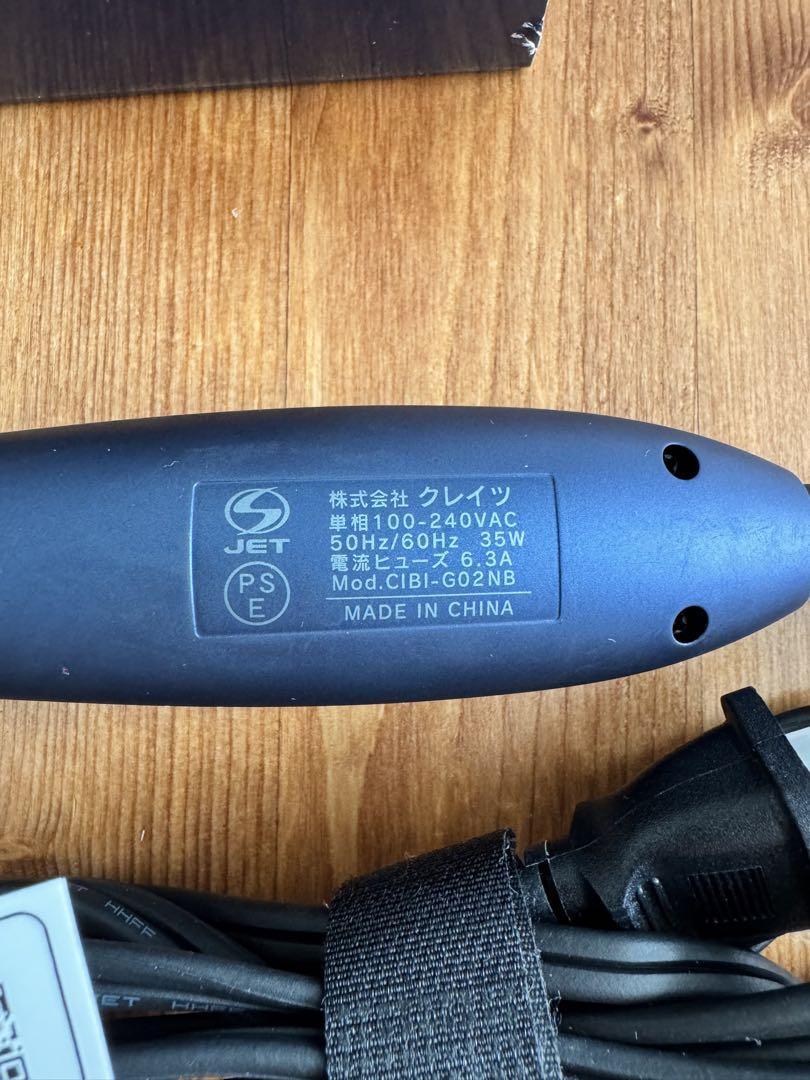 JET
PS
E
株式会社 クレイツ
単相100-240VAC
50Hz/60Hz 35W
電流ヒューズ 6.3A
Mod.CIBI-G02NB
MADE IN CHINA
HHFF